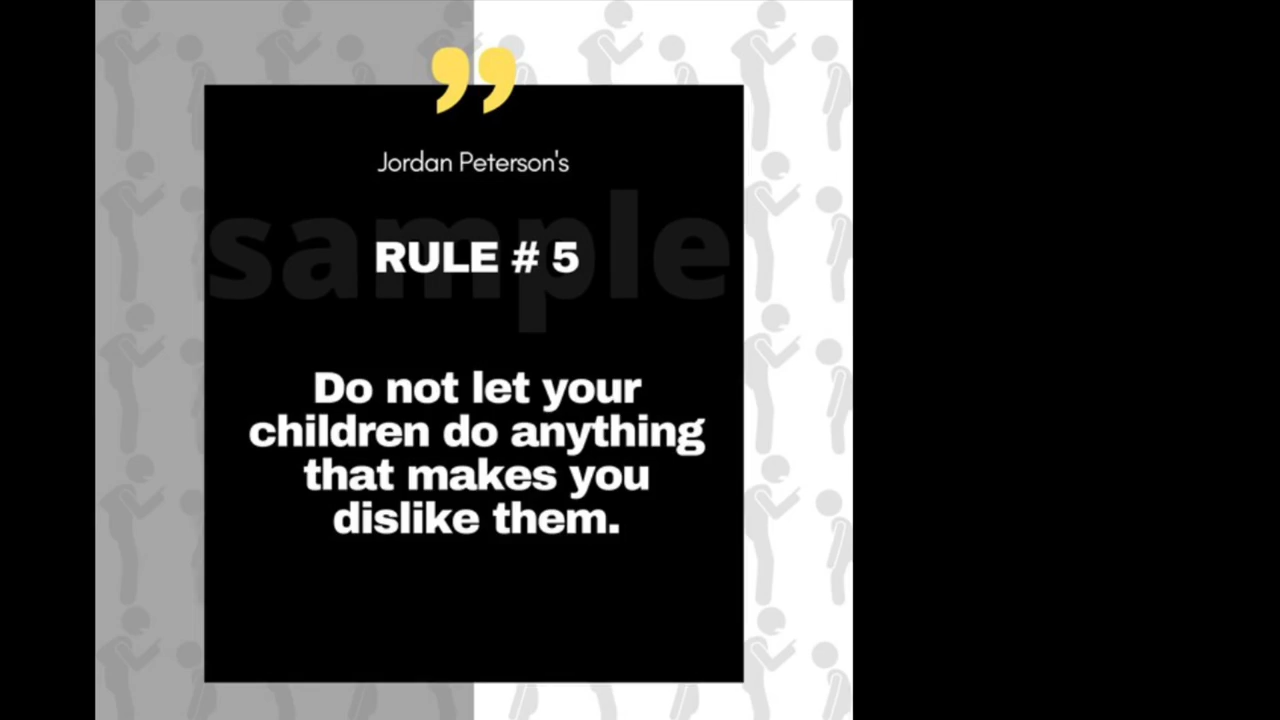 ”
Jordan Peterson's
sample
RULE # 5
Do not let your
children do anything
that makes you
dislike them.